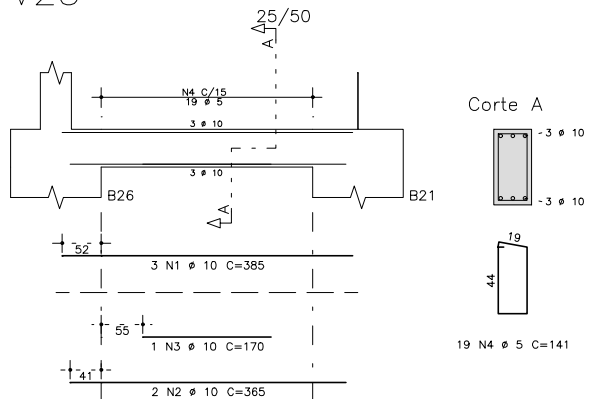 25/50
A
N4 C/15
19 ø 5
3 ø 10
3 ø 10
A
B26
B21
52
3 N1 ø 10 C=385
55
1 N3 ø 10 C=170
41
2 N2 ø 10 C=365
Corte A
3 ø 10
3 ø 10
19
44
19 N4 ø 5 C=141